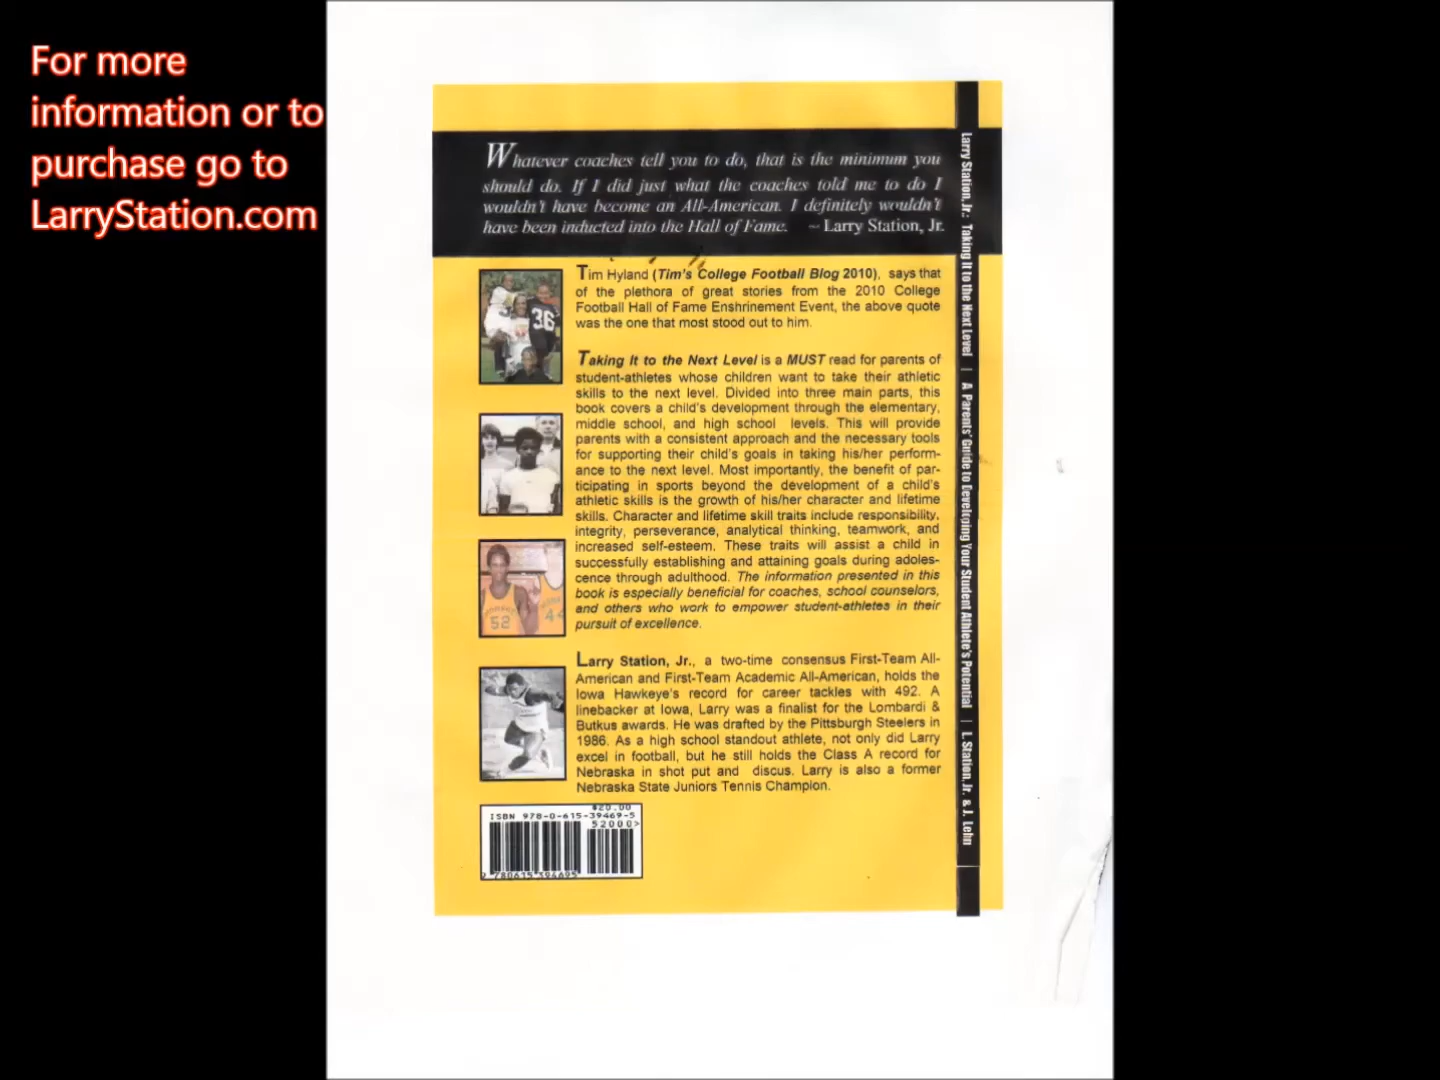 For more
information or to
purchase go to
LarryStation.com
Whatever coaches tell you to do, that is the minimum you
should do. If I did just what the coaches told me to do I
wouldn't have become an All-American. I definitely wouldn't
have been inducted into the Hall of Fame. ~ Larry Station, Jr.
Tim Hyland (Tim's College Football Blog 2010), says that
of the plethora of great stories from the 2010 College
Football Hall of Fame Enshrinement Event, the above quote
was the one that most stood out to him.
Taking It to the Next Level is a MUST read for parents of
student-athletes whose children want to take their athletic
skills to the next level. Divided into three main parts, this
book covers a child's development through the elementary,
middle school, and high school levels. This will provide
parents with a consistent approach and the necessary tools
for supporting their child's goals in taking his/her perform-
ance to the next level. Most importantly, the benefit of par-
ticipating in sports beyond the development of a child's
athletic skills is the growth of his/her character and lifetime
skills. Character and lifetime skill traits include responsibility,
integrity, perseverance, analytical thinking, teamwork, and
increased self-esteem. These traits will assist a child in
successfully establishing and attaining goals during adoles-
cence through adulthood. The information presented in this
book is especially beneficial for coaches, school counselors,
and others who work to empower student-athletes in their
pursuit of excellence.
Larry Station, Jr., a two-time consensus First-Team All-
American and First-Team Academic All-American, holds the
Iowa Hawkeye's record for career tackles with 492. A
linebacker at Iowa, Larry was a finalist for the Lombardi &
Butkus awards. He was drafted by the Pittsburgh Steelers in
1986. As a high school standout athlete, not only did Larry
excel in football, but he still holds the Class A record for
Nebraska in shot put and discus. Larry is also a former
Nebraska State Juniors Tennis Champion.
$20.00
ISBN 978-0-615-39469-5
52000>
9 780615 394695
36
52
44
Larry Station, Jr.: Taking It to the Next Level | A Parents' Guide to Developing Your Student Athlete's Potential | L. Station, Jr. & J. Lehn